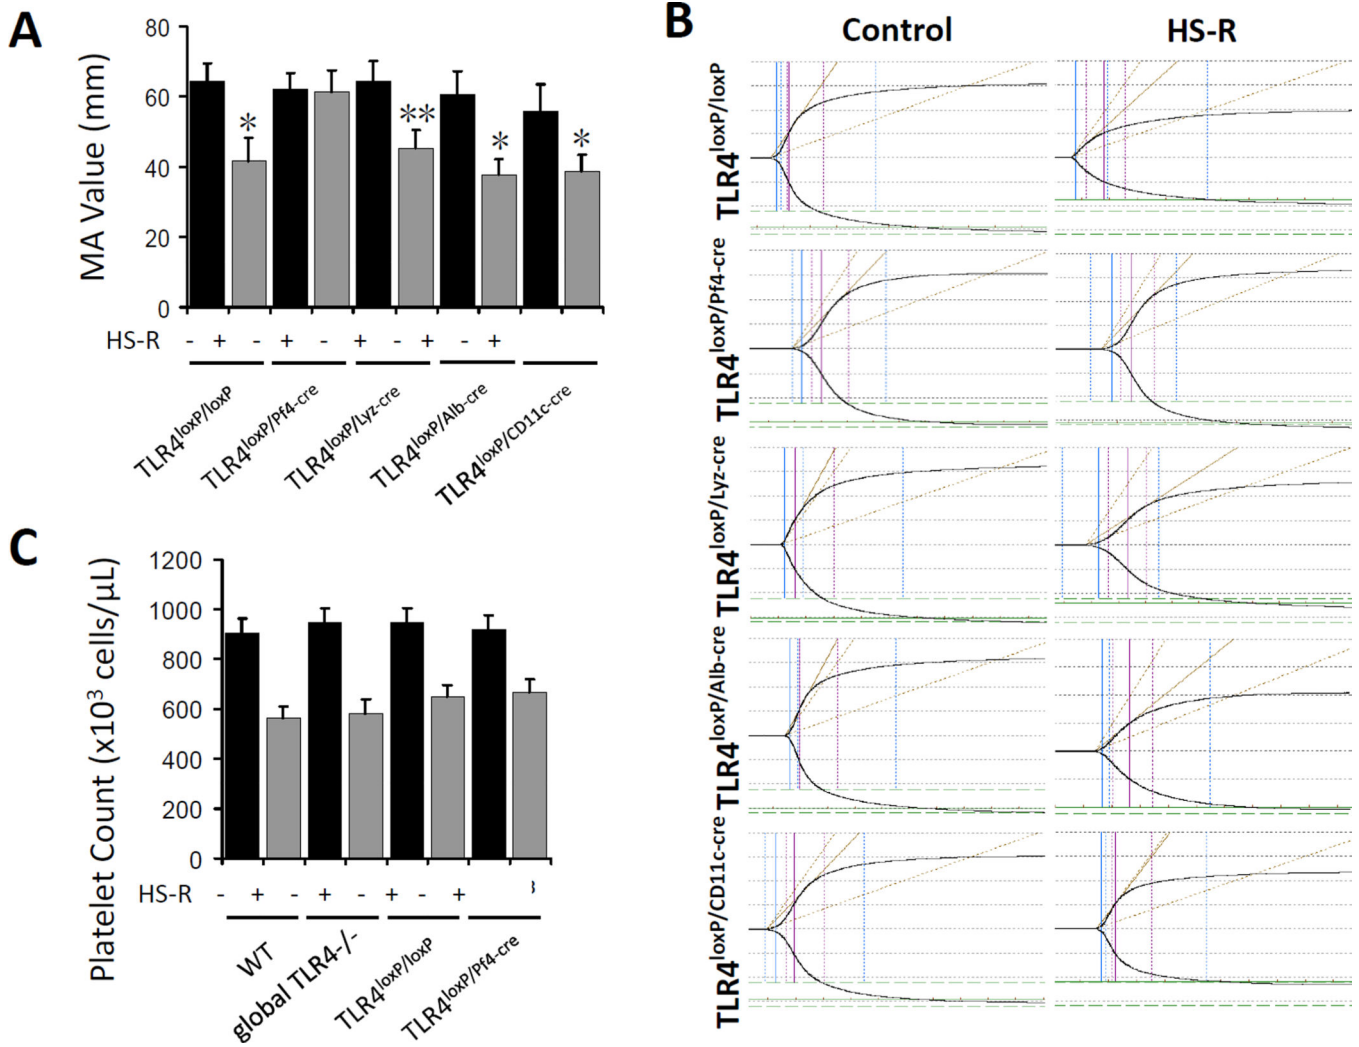 A
80
60
40
20
0
MA Value (mm)
* ** * *
HS-R - + - + - + - + - +
TLR4loxP/loxP
TLR4loxP/Pf4-cre
TLR4loxP/Lyz-cre
TLR4loxP/Alb-cre
TLR4loxP/CD11c-cre
B
Control HS-R
TLR4loxP/loxP
TLR4loxP/Pf4-cre
TLR4loxP/Lyz-cre
TLR4loxP/Alb-cre
TLR4loxP/CD11c-cre
C
1200
1000
800
600
400
200
0
Platelet Count (x10³ cells/µL)
HS-R - + - + - + - +
WT
global TLR4-/-
TLR4loxP/loxP
TLR4loxP/Pf4-cre